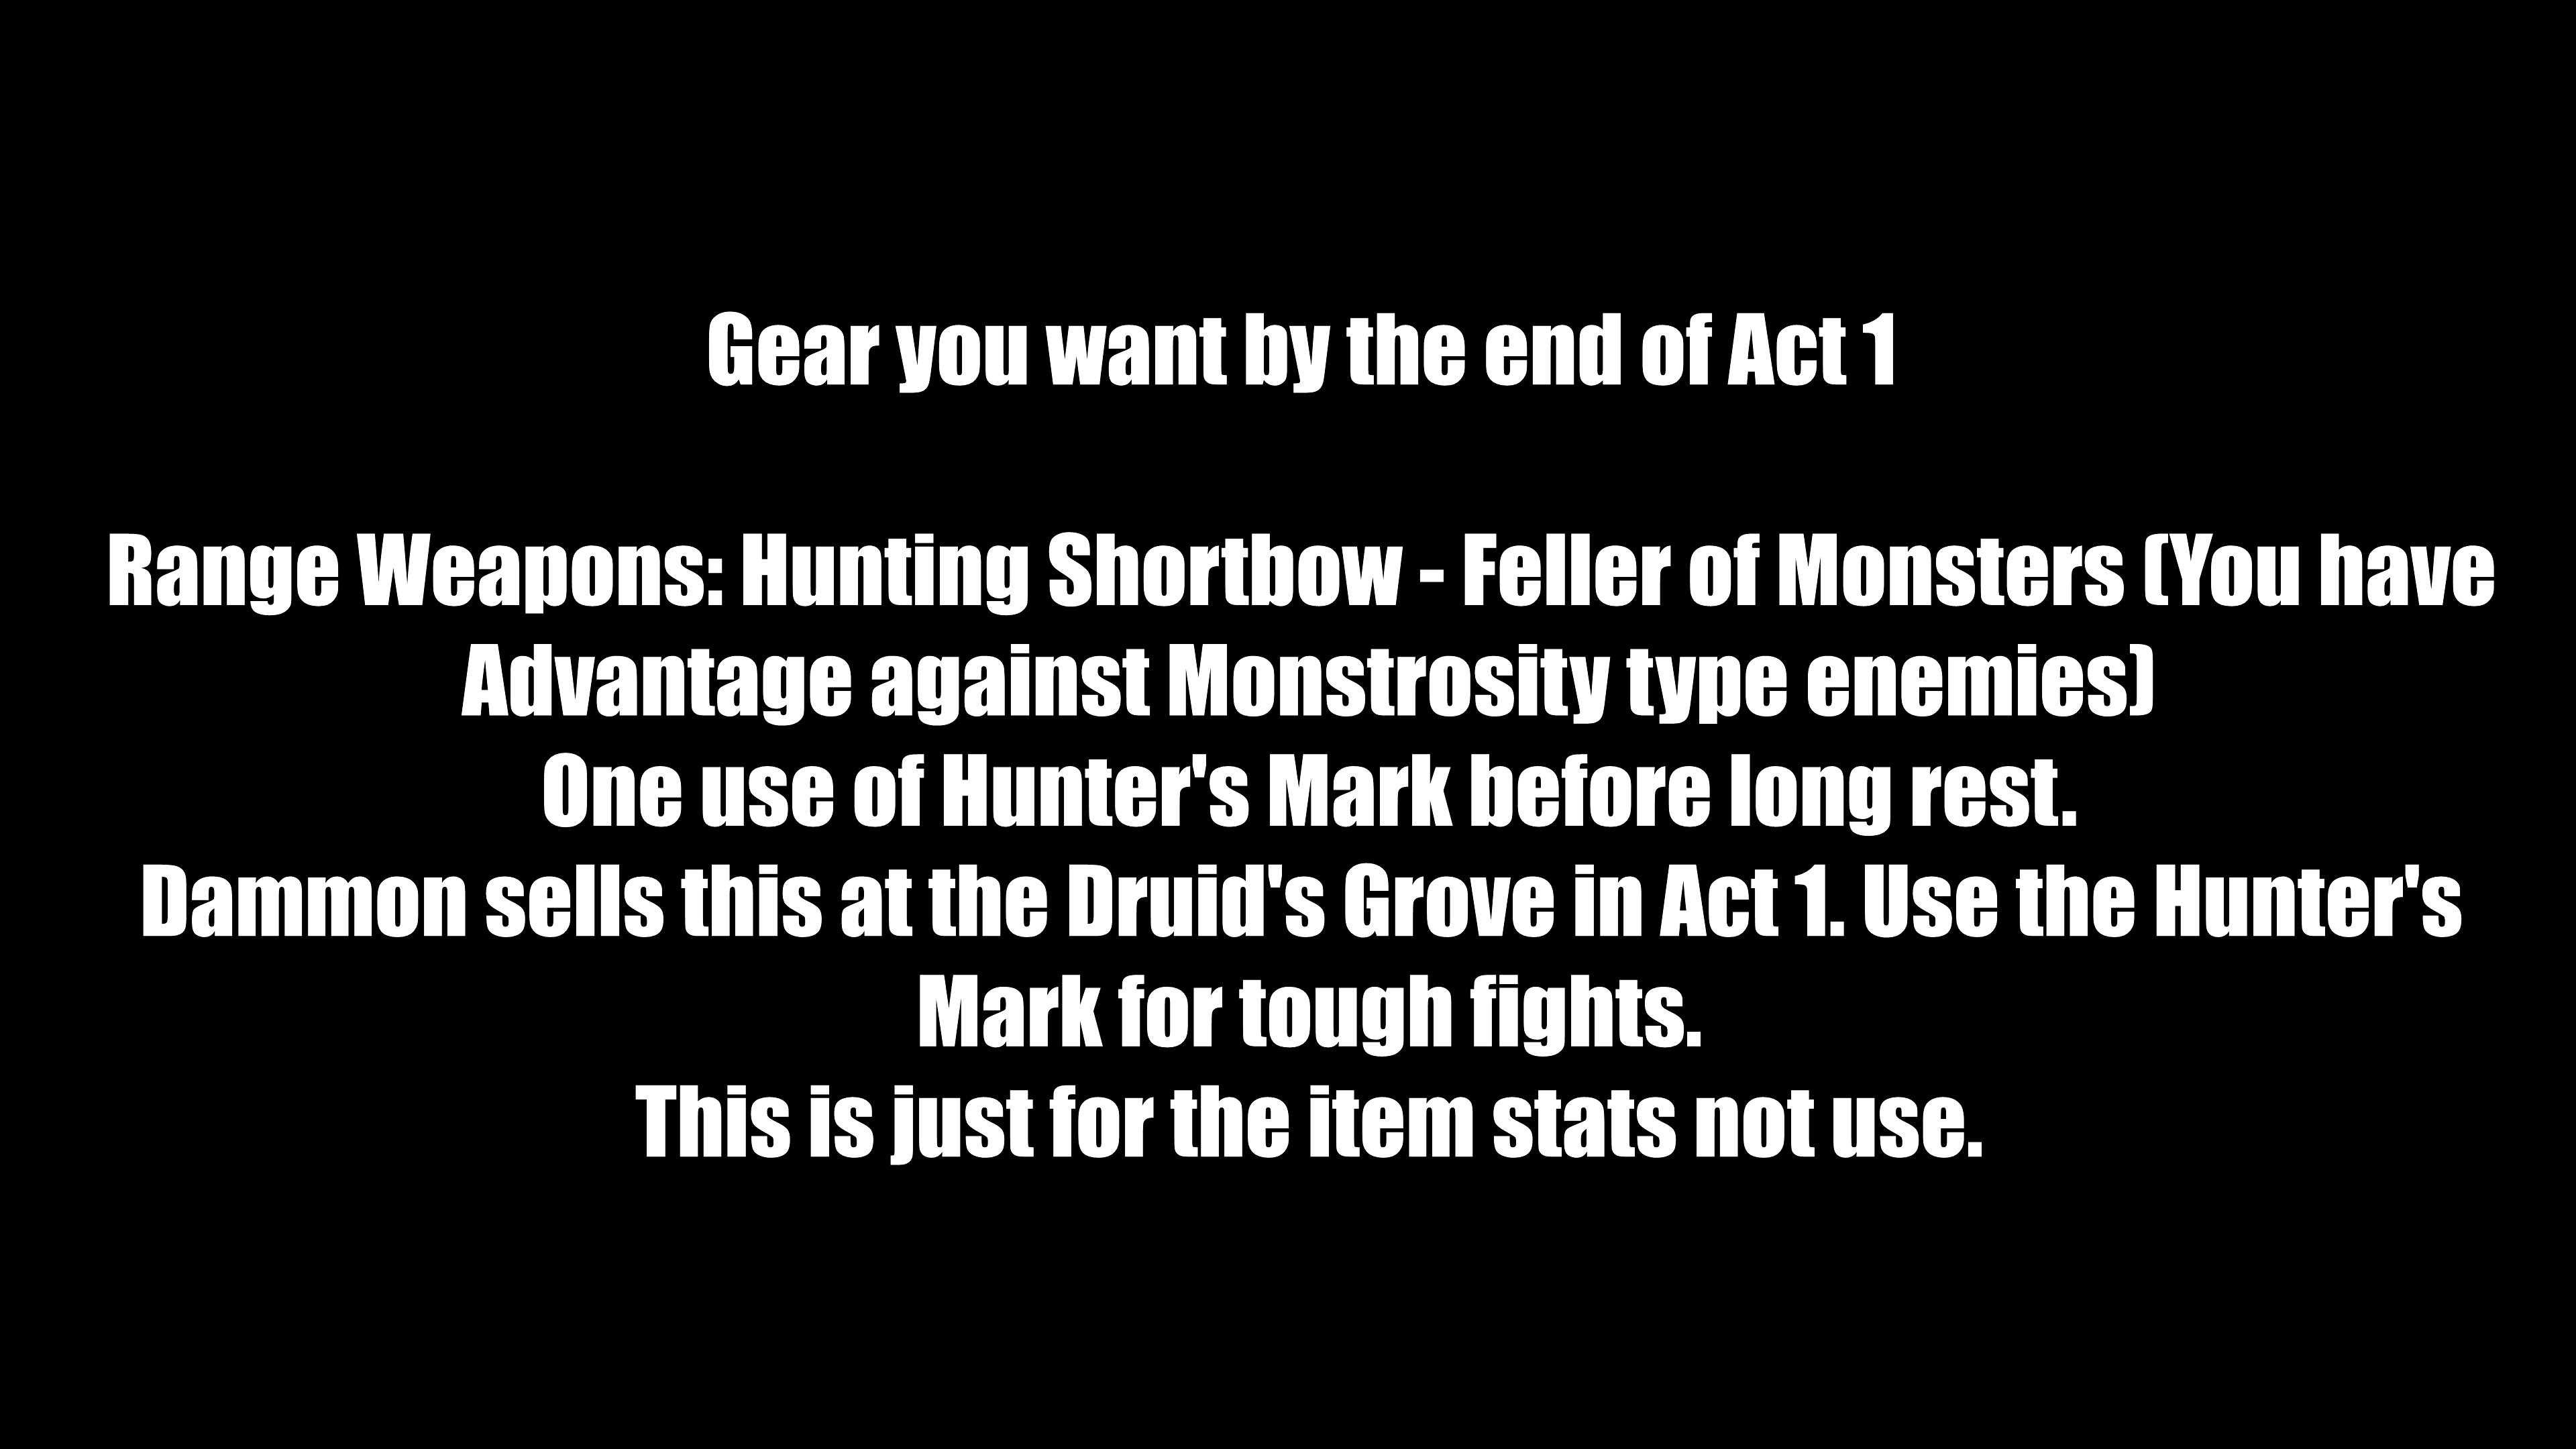 Gear you want by the end of Act 1
Range Weapons: Hunting Shortbow - Feller of Monsters (You have
Advantage against Monstrosity type enemies)
One use of Hunter's Mark before long rest.
Dammon sells this at the Druid's Grove in Act 1. Use the Hunter's
Mark for tough fights.
This is just for the item stats not use.